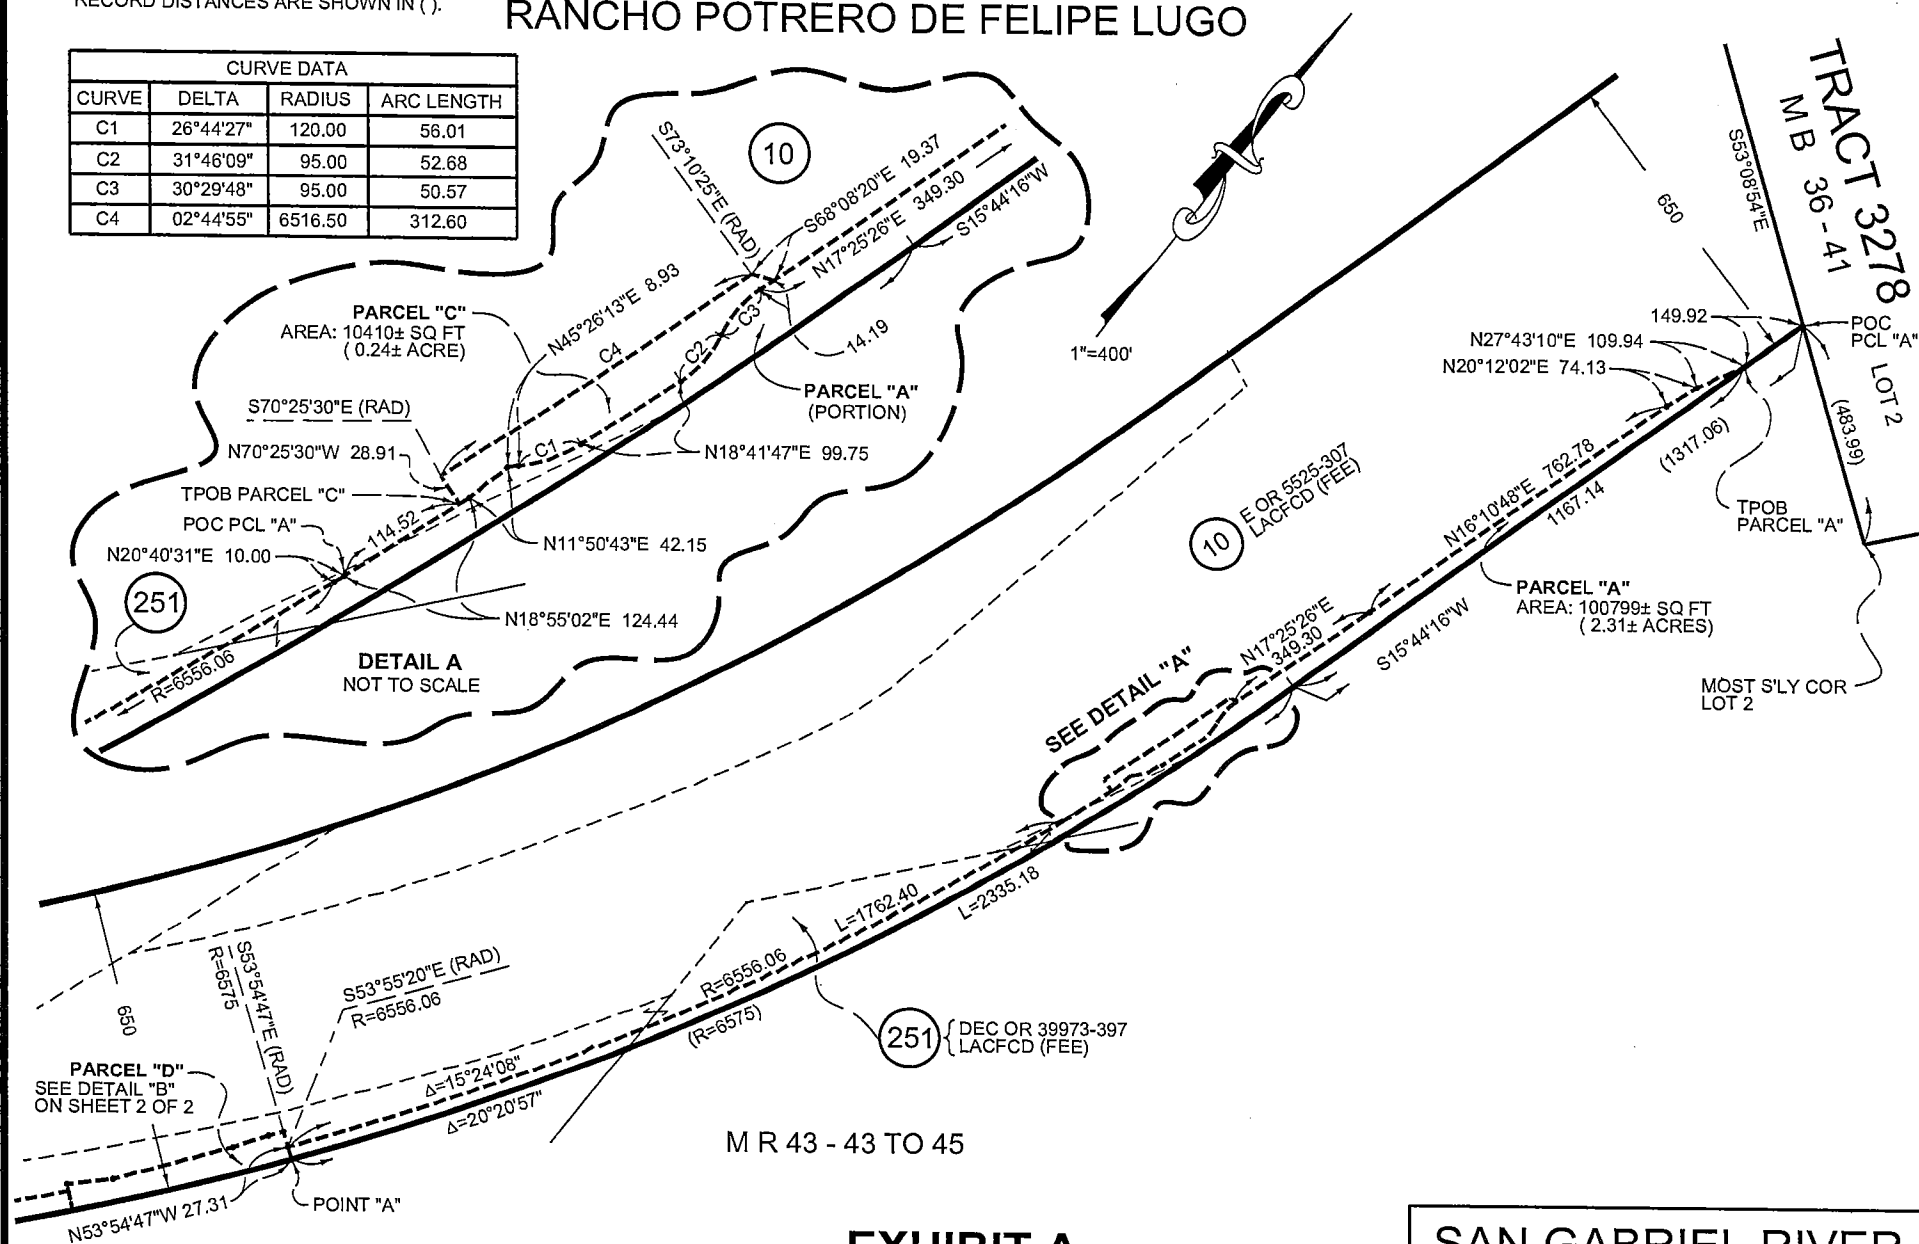 RECORD DISTANCES ARE SHOWN IN ( ).
RANCHO POTRERO DE FELIPE LUGO
CURVE DATA
CURVE DELTA RADIUS ARC LENGTH
C1 26°44'27" 120.00 56.01
C2 31°46'09" 95.00 52.68
C3 30°29'48" 95.00 50.57
C4 02°44'55" 6516.50 312.60
10
S73°10'25"E (RAD)
S68°08'20"E 19.37
N17°25'26"E 349.30
S15°44'16"W
N45°26'13"E 8.93
PARCEL "C"
AREA: 10410± SQ FT
( 0.24± ACRE)
C4
C3
C2
C1
14.19
PARCEL "A"
(PORTION)
S70°25'30"E (RAD)
N70°25'30"W 28.91
N18°41'47"E 99.75
TPOB PARCEL "C"
POC PCL "A"
114.52
N20°40'31"E 10.00
N11°50'43"E 42.15
251
N18°55'02"E 124.44
R=6556.06
DETAIL A
NOT TO SCALE
1"=400'
TRACT 3278
M B 36 - 41
S53°08'54"E
650
149.92
POC
PCL "A"
N27°43'10"E 109.94
N20°12'02"E 74.13
LOT 2
(483.99)
(1317.06)
TPOB
PARCEL "A"
N16°10'48"E 762.78
1167.14
10
E OR 5525-307
LACFCD (FEE)
PARCEL "A"
AREA: 100799± SQ FT
( 2.31± ACRES)
S15°44'16"W
MOST S'LY COR
LOT 2
N17°25'26"E
349.30
SEE DETAIL "A"
L=1762.40
L=2335.18
R=6556.06
(R=6575)
251
DEC OR 39973-397
LACFCD (FEE)
S53°54'47"E (RAD)
R=6575
S53°55'20"E (RAD)
R=6556.06
650
Δ=15°24'08"
Δ=20°20'57"
PARCEL "D"
SEE DETAIL "B"
ON SHEET 2 OF 2
N53°54'47"W 27.31
POINT "A"
M R 43 - 43 TO 45
EXHIBIT A
SAN GABRIEL RIVER